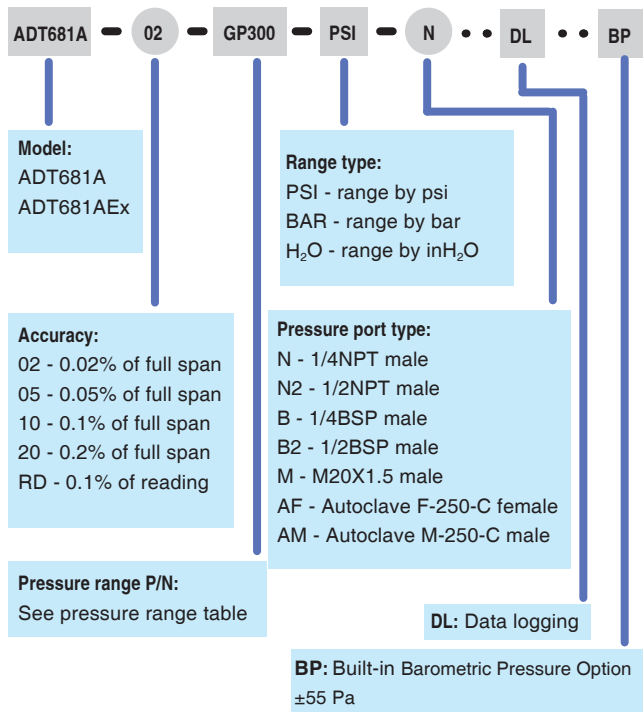 ADT681A – 02 – GP300 – PSI – N • • DL • • BP
Model:
ADT681A
ADT681AEx
Range type:
PSI - range by psi
BAR - range by bar
H₂O - range by inH₂O
Accuracy:
02 - 0.02% of full span
05 - 0.05% of full span
10 - 0.1% of full span
20 - 0.2% of full span
RD - 0.1% of reading
Pressure port type:
N - 1/4NPT male
N2 - 1/2NPT male
B - 1/4BSP male
B2 - 1/2BSP male
M - M20X1.5 male
AF - Autoclave F-250-C female
AM - Autoclave M-250-C male
Pressure range P/N:
See pressure range table
DL: Data logging
BP: Built-in Barometric Pressure Option
±55 Pa